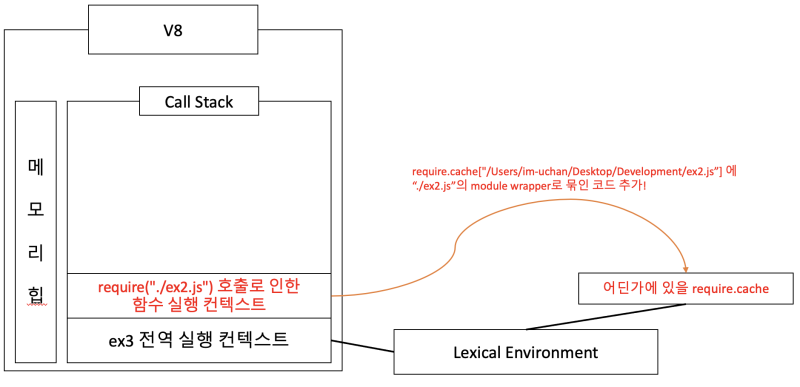 V8
Call Stack
메
모
리
힙
require.cache["/Users/im-uchan/Desktop/Development/ex2.js”] 에
“./ex2.js”의 module wrapper로 묶인 코드 추가!
require("./ex2.js") 호출로 인한
함수 실행 컨텍스트
어딘가에 있을 require.cache
ex3 전역 실행 컨텍스트
Lexical Environment